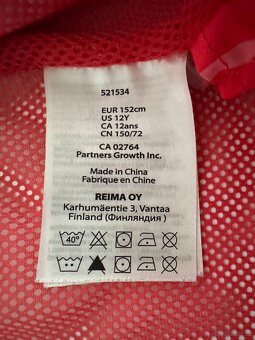 521534
EUR 152cm
US 12Y
CA 12ans
CN 150/72
CA 02764
Partners Growth Inc.
Made in China
Fabrique en Chine
REIMA OY
Karhumäentie 3, Vantaa
Finland (Финляндия)
40°